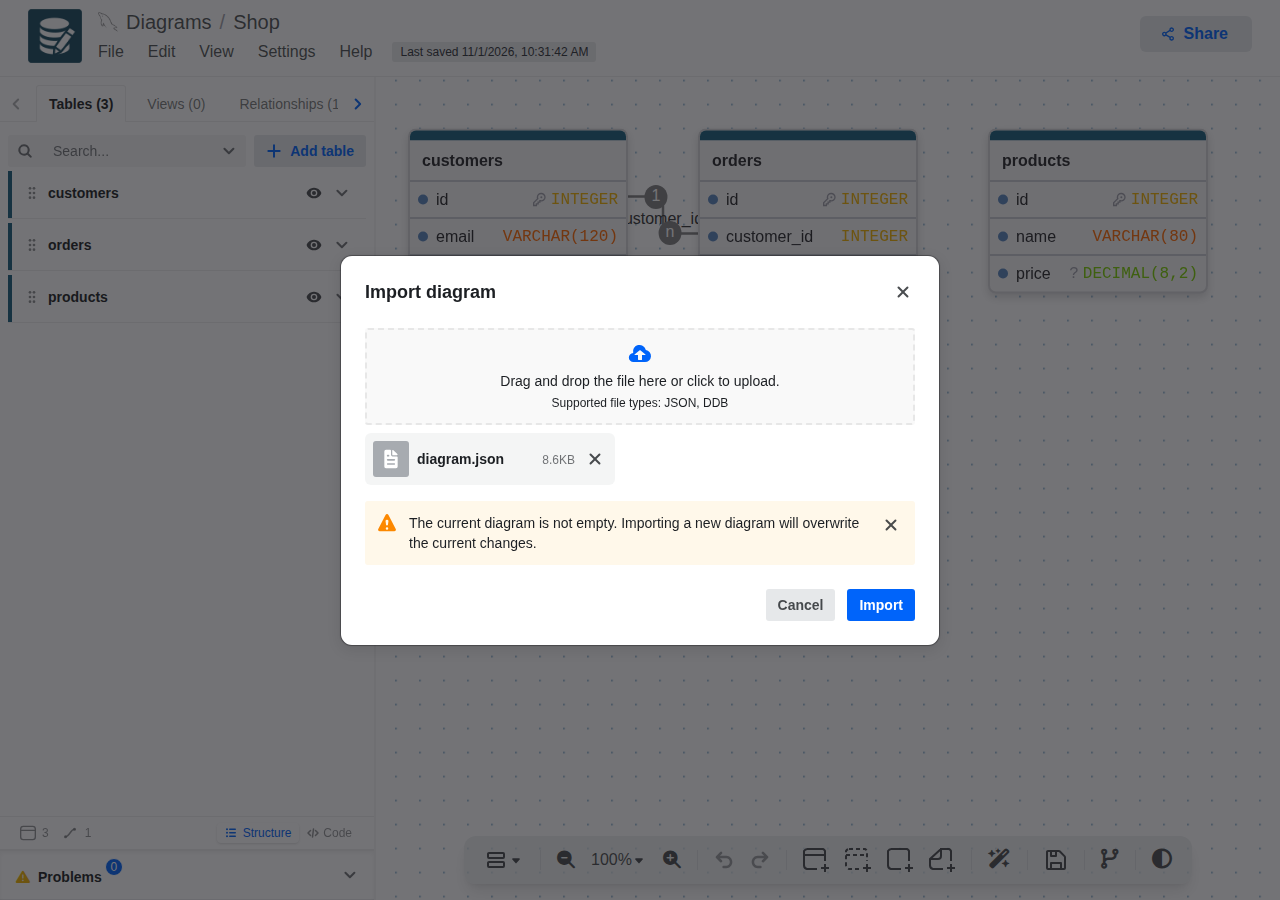 Diagrams / Shop
File Edit View Settings Help Last saved 11/1/2026, 10:31:42 AM
Share
Tables (3) Views (0) Relationships (1
Search...
Add table
customers
orders
products
customers
id INTEGER
email VARCHAR(120)
1
ustomer_id
n
orders
id INTEGER
customer_id INTEGER
products
id INTEGER
name VARCHAR(80)
price ? DECIMAL(8,2)
Import diagram
Drag and drop the file here or click to upload.
Supported file types: JSON, DDB
diagram.json 8.6KB
The current diagram is not empty. Importing a new diagram will overwrite
the current changes.
Cancel Import
3 1 Structure Code
Problems 0
100%